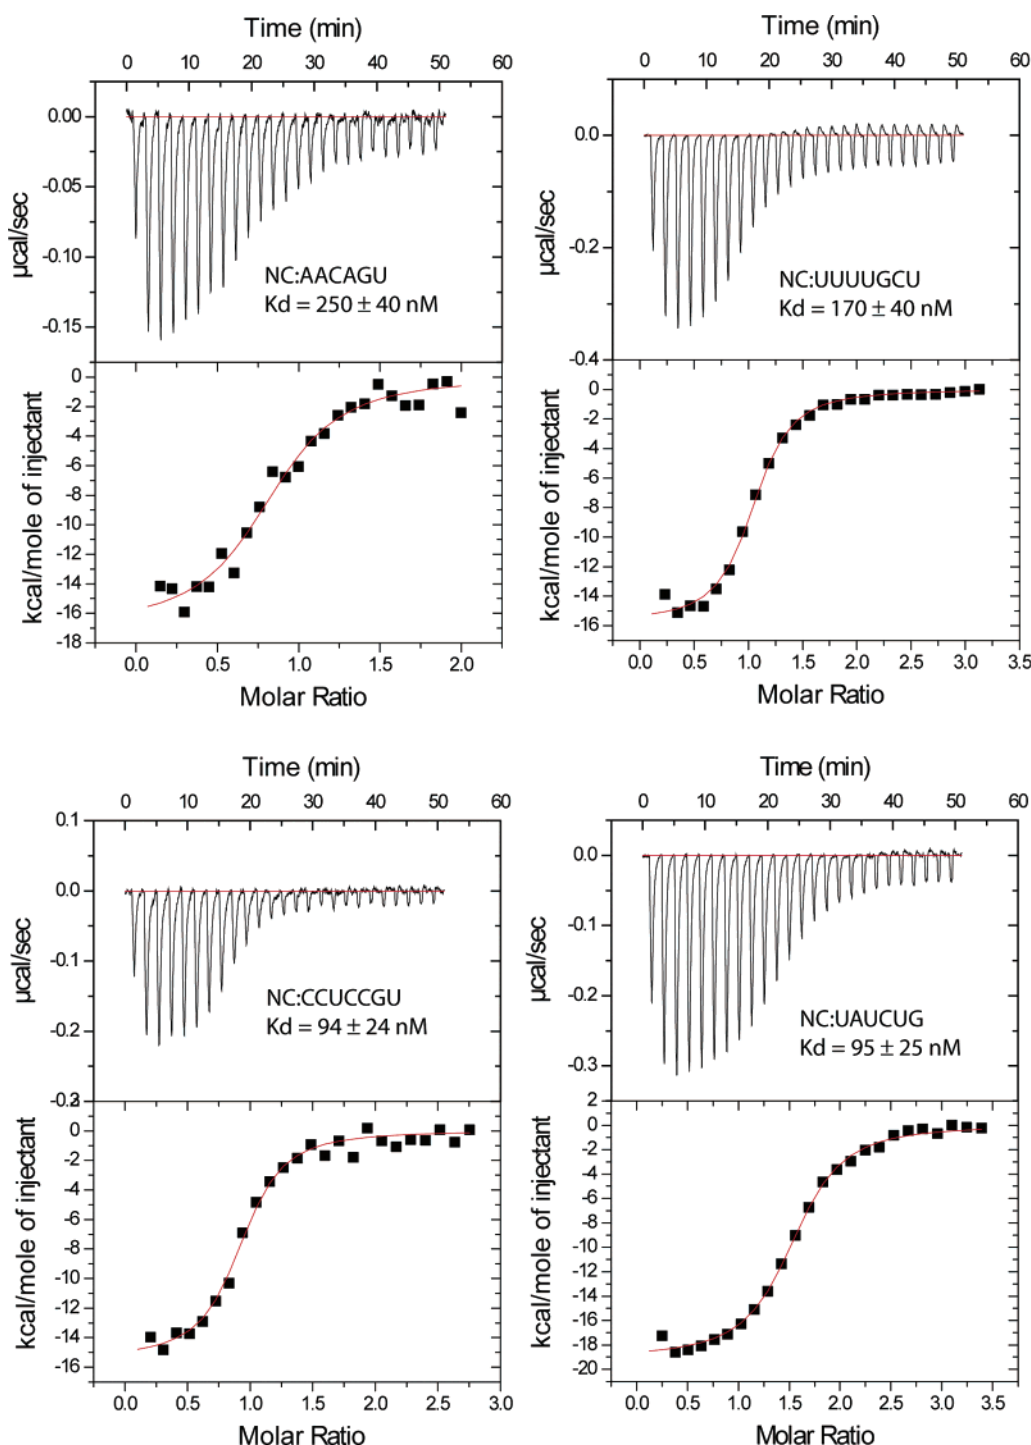 Time (min)
0 10 20 30 40 50 60
0.00
-0.05
-0.10
-0.15
µcal/sec
NC:AACAGU
Kd = 250 ± 40 nM
0
-2
-4
-6
-8
-10
-12
-14
-16
-18
kcal/mole of injectant
0.0 0.5 1.0 1.5 2.0
Molar Ratio
Time (min)
0 10 20 30 40 50 60
0.0
-0.2
-0.4
µcal/sec
NC:UUUUGCU
Kd = 170 ± 40 nM
0
-2
-4
-6
-8
-10
-12
-14
-16
kcal/mole of injectant
0.0 0.5 1.0 1.5 2.0 2.5 3.0 3.5
Molar Ratio
Time (min)
0 10 20 30 40 50 60
0.1
0.0
-0.1
-0.2
µcal/sec
NC:CCUCCGU
Kd = 94 ± 24 nM
0
-2
-4
-6
-8
-10
-12
-14
-16
kcal/mole of injectant
0.0 0.5 1.0 1.5 2.0 2.5 3.0
Molar Ratio
Time (min)
0 10 20 30 40 50 60
0.0
-0.1
-0.2
-0.3
µcal/sec
NC:UAUCUG
Kd = 95 ± 25 nM
2
0
-2
-4
-6
-8
-10
-12
-14
-16
-18
-20
kcal/mole of injectant
0.0 0.5 1.0 1.5 2.0 2.5 3.0 3.5
Molar Ratio